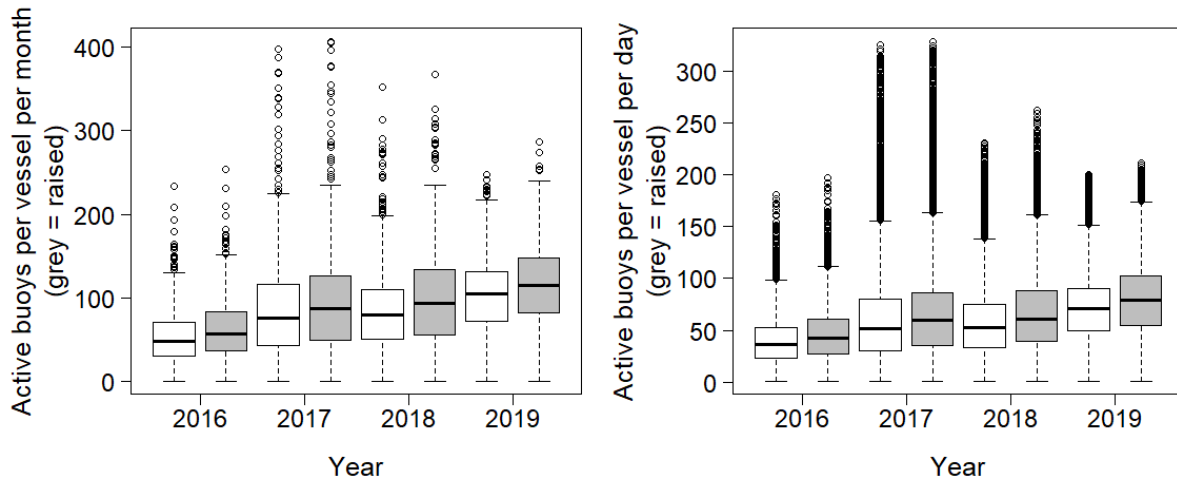 Active buoys per vessel per month
(grey = raised)
400
300
200
100
0
2016 2017 2018 2019
Year
Active buoys per vessel per day
(grey = raised)
300
250
200
150
100
50
0
2016 2017 2018 2019
Year